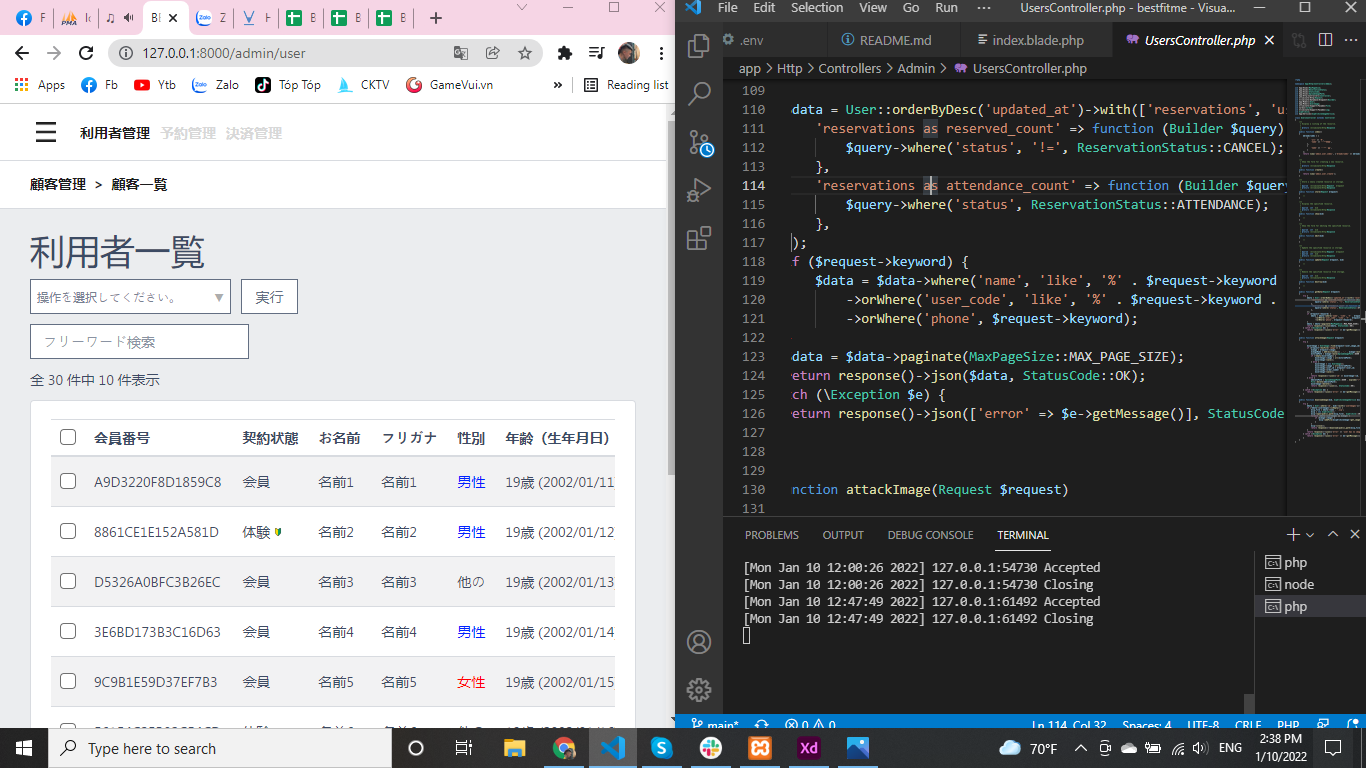 F
Ic
BE
Z
V
H
B
B
B
127.0.0.1:8000/admin/user
Apps
Fb
Ytb
Zalo
Tóp Tóp
CKTV
GameVui.vn
»
Reading list
利用者管理 予約管理 決済管理
顧客管理 > 顧客一覧
利用者一覧
操作を選択してください。 ▼
実行
フリーワード検索
全 30 件中 10 件表示
会員番号 契約状態 お名前 フリガナ 性別 年齢（生年月日）
A9D3220F8D1859C8 会員 名前1 名前1 男性 19歳 (2002/01/11
8861CE1E152A581D 体験 名前2 名前2 男性 19歳 (2002/01/12
D5326A0BFC3B26EC 会員 名前3 名前3 他の 19歳 (2002/01/13
3E6BD173B3C16D63 会員 名前4 名前4 男性 19歳 (2002/01/14
9C9B1E59D37EF7B3 会員 名前5 名前5 女性 19歳 (2002/01/15
File Edit Selection View Go Run ··· UsersController.php - bestfitme - Visua...
.env
README.md
index.blade.php
UsersController.php
app > Http > Controllers > Admin > UsersController.php
109
110 data = User::orderByDesc('updated_at')->with(['reservations', 'us
111 'reservations as reserved_count' => function (Builder $query)
112 $query->where('status', '!=', ReservationStatus::CANCEL);
113 },
114 'reservations as attendance_count' => function (Builder $quer
115 $query->where('status', ReservationStatus::ATTENDANCE);
116 },
117 );
118 f ($request->keyword) {
119 $data = $data->where('name', 'like', '%' . $request->keyword
120 ->orWhere('user_code', 'like', '%' . $request->keyword .
121 ->orWhere('phone', $request->keyword);
122
123 data = $data->paginate(MaxPageSize::MAX_PAGE_SIZE);
124 return response()->json($data, StatusCode::OK);
125 ch (\Exception $e) {
126 return response()->json(['error' => $e->getMessage()], StatusCode
127
128
129
130 nction attackImage(Request $request)
131
PROBLEMS OUTPUT DEBUG CONSOLE TERMINAL
[Mon Jan 10 12:00:26 2022] 127.0.0.1:54730 Accepted
[Mon Jan 10 12:00:26 2022] 127.0.0.1:54730 Closing
[Mon Jan 10 12:47:49 2022] 127.0.0.1:61492 Accepted
[Mon Jan 10 12:47:49 2022] 127.0.0.1:61492 Closing
php
node
php
main* 0 0 Ln 114, Col 32 Spaces: 4 UTF-8 CRLF PHP
Type here to search
70°F
ENG
2:38 PM
1/10/2022